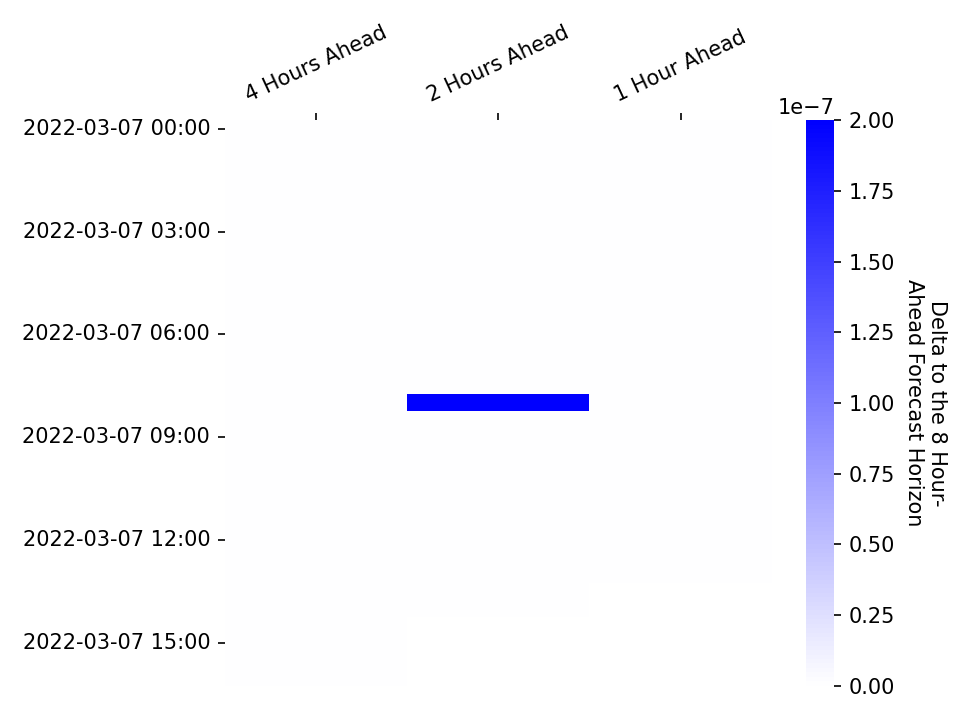 4 Hours Ahead
2 Hours Ahead
1 Hour Ahead
1e−7
2022-03-07 00:00
2022-03-07 03:00
2022-03-07 06:00
2022-03-07 09:00
2022-03-07 12:00
2022-03-07 15:00
2.00
1.75
1.50
1.25
1.00
0.75
0.50
0.25
0.00
Delta to the 8 Hour-
Ahead Forecast Horizon